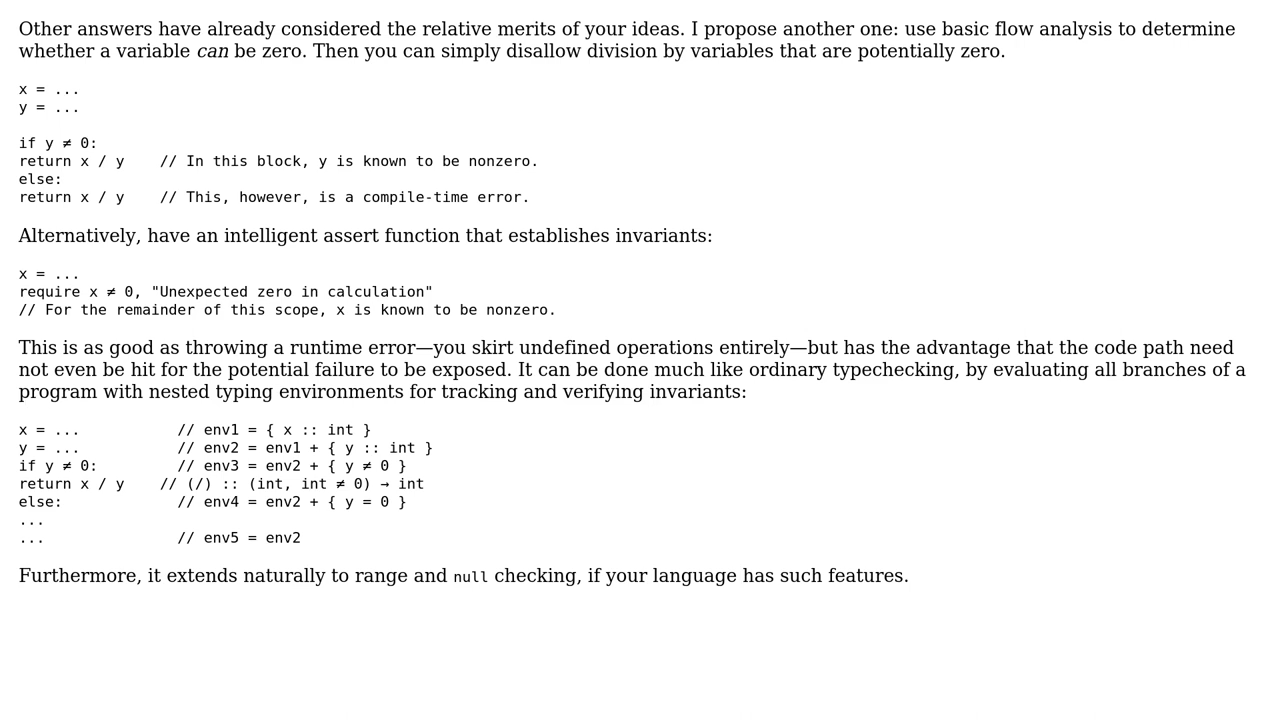 Other answers have already considered the relative merits of your ideas. I propose another one: use basic flow analysis to determine
whether a variable can be zero. Then you can simply disallow division by variables that are potentially zero.
x = ...
y = ...
if y ≠ 0:
return x / y    // In this block, y is known to be nonzero.
else:
return x / y    // This, however, is a compile-time error.
Alternatively, have an intelligent assert function that establishes invariants:
x = ...
require x ≠ 0, "Unexpected zero in calculation"
// For the remainder of this scope, x is known to be nonzero.
This is as good as throwing a runtime error—you skirt undefined operations entirely—but has the advantage that the code path need
not even be hit for the potential failure to be exposed. It can be done much like ordinary typechecking, by evaluating all branches of a
program with nested typing environments for tracking and verifying invariants:
x = ...           // env1 = { x :: int }
y = ...           // env2 = env1 + { y :: int }
if y ≠ 0:         // env3 = env2 + { y ≠ 0 }
return x / y    // (/) :: (int, int ≠ 0) → int
else:             // env4 = env2 + { y = 0 }
...
...               // env5 = env2
Furthermore, it extends naturally to range and null checking, if your language has such features.